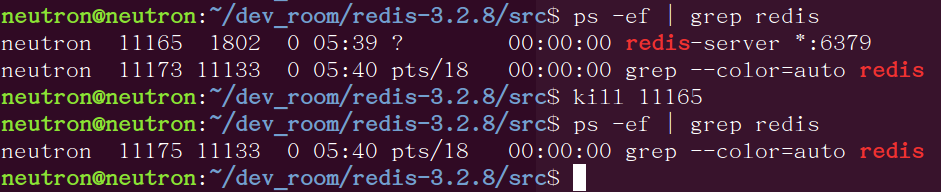 neutron@neutron:~/dev_room/redis-3.2.8/src$ ps -ef | grep redis
neutron  11165  1802  0 05:39 ?        00:00:00 redis-server *:6379
neutron  11173 11133  0 05:40 pts/18   00:00:00 grep --color=auto redis
neutron@neutron:~/dev_room/redis-3.2.8/src$ kill 11165
neutron@neutron:~/dev_room/redis-3.2.8/src$ ps -ef | grep redis
neutron  11175 11133  0 05:40 pts/18   00:00:00 grep --color=auto redis
neutron@neutron:~/dev_room/redis-3.2.8/src$